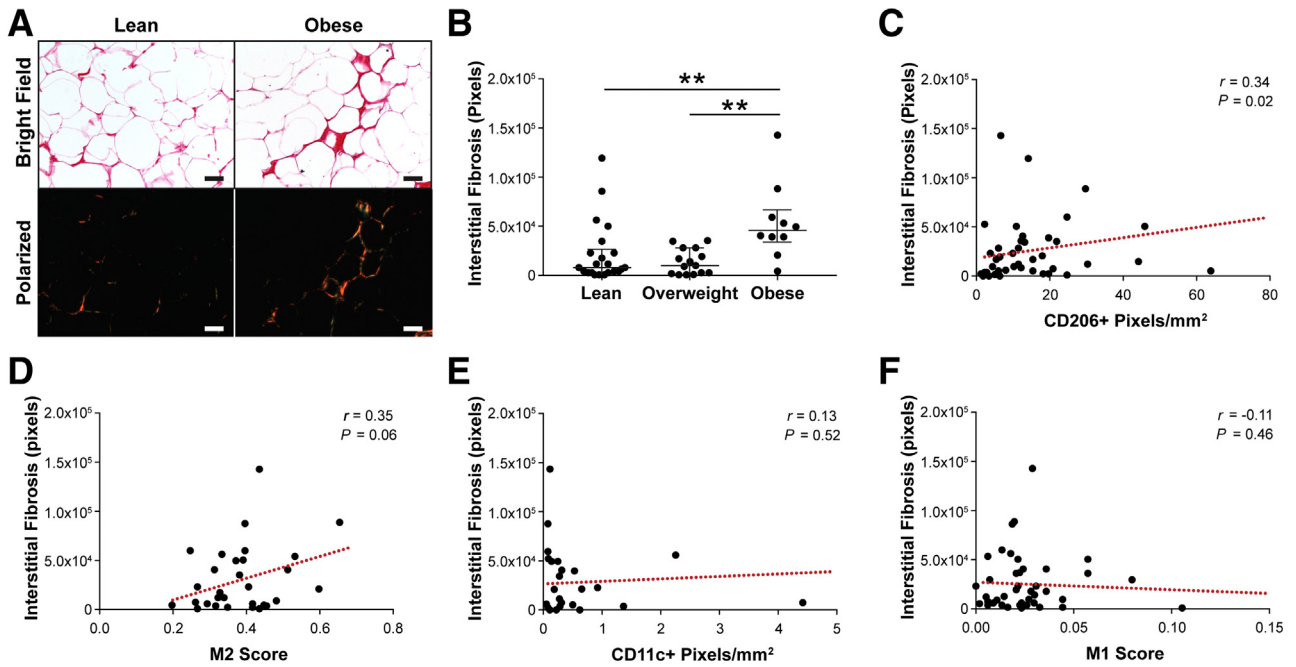 A
Lean
Obese
Bright Field
Polarized
B
Interstitial Fibrosis (Pixels)
2.0x10⁵
1.5x10⁵
1.0x10⁵
5.0x10⁴
0
**
**
Lean
Overweight
Obese
C
Interstitial Fibrosis (Pixels)
2.0x10⁵
1.5x10⁵
1.0x10⁵
5.0x10⁴
0
r = 0.34
P = 0.02
0 20 40 60 80
CD206+ Pixels/mm²
D
Interstitial Fibrosis (pixels)
2.0x10⁵
1.5x10⁵
1.0x10⁵
5.0x10⁴
0
r = 0.35
P = 0.06
0.0 0.2 0.4 0.6 0.8
M2 Score
E
Interstitial Fibrosis (pixels)
2.0x10⁵
1.5x10⁵
1.0x10⁵
5.0x10⁴
0
r = 0.13
P = 0.52
0 1 2 3 4 5
CD11c+ Pixels/mm²
F
Interstitial Fibrosis (pixels)
2.0x10⁵
1.5x10⁵
1.0x10⁵
5.0x10⁴
0
r = -0.11
P = 0.46
0.00 0.05 0.10 0.15
M1 Score